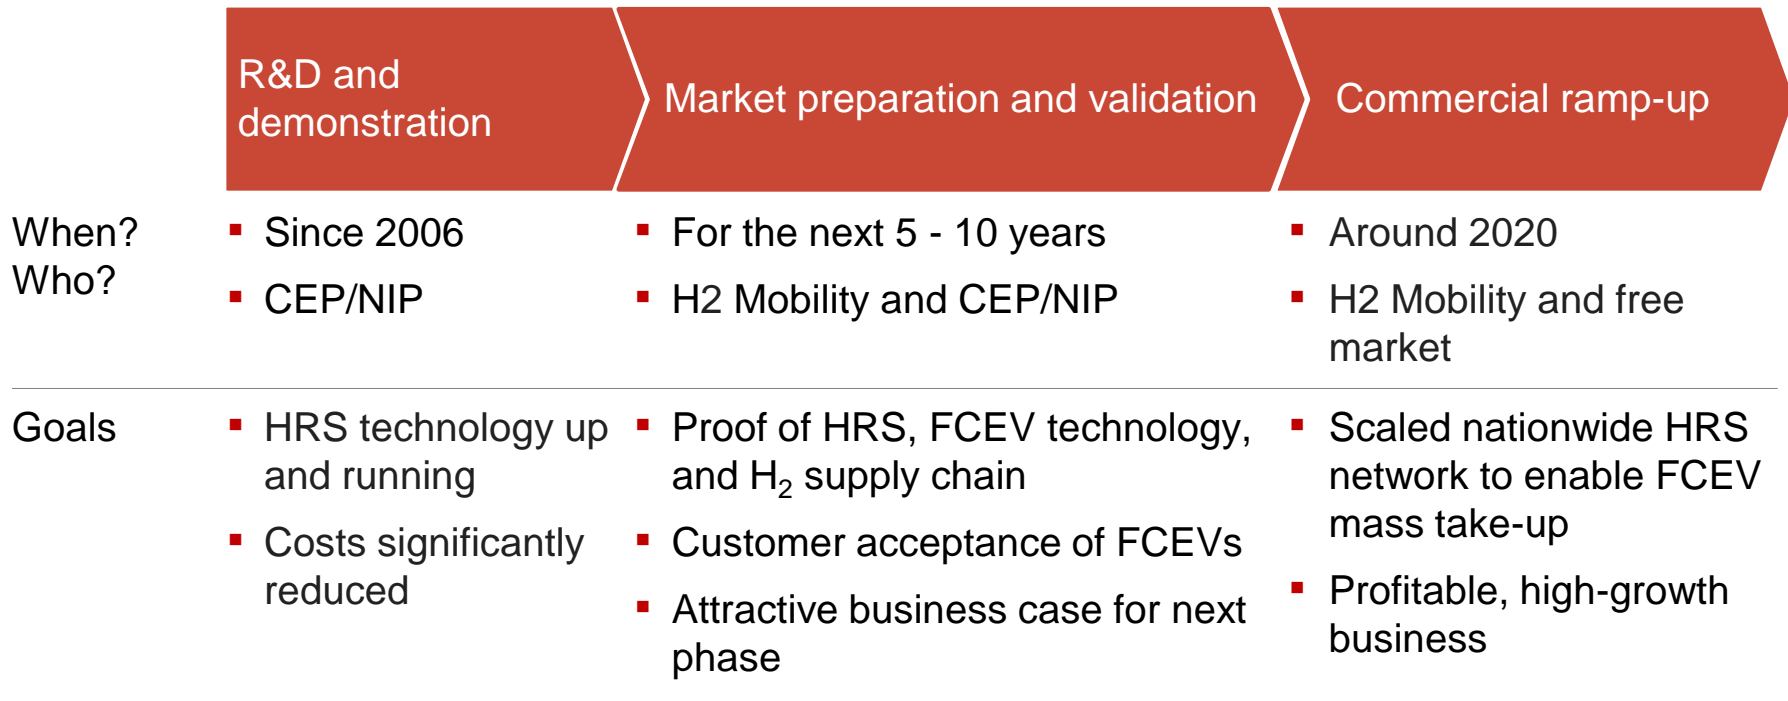 R&D and
demonstration
Market preparation and validation
Commercial ramp-up
When?
Who?
▪ Since 2006
▪ CEP/NIP
▪ For the next 5 - 10 years
▪ H2 Mobility and CEP/NIP
▪ Around 2020
▪ H2 Mobility and free
market
Goals
▪ HRS technology up
and running
▪ Costs significantly
reduced
▪ Proof of HRS, FCEV technology,
and H₂ supply chain
▪ Customer acceptance of FCEVs
▪ Attractive business case for next
phase
▪ Scaled nationwide HRS
network to enable FCEV
mass take-up
▪ Profitable, high-growth
business